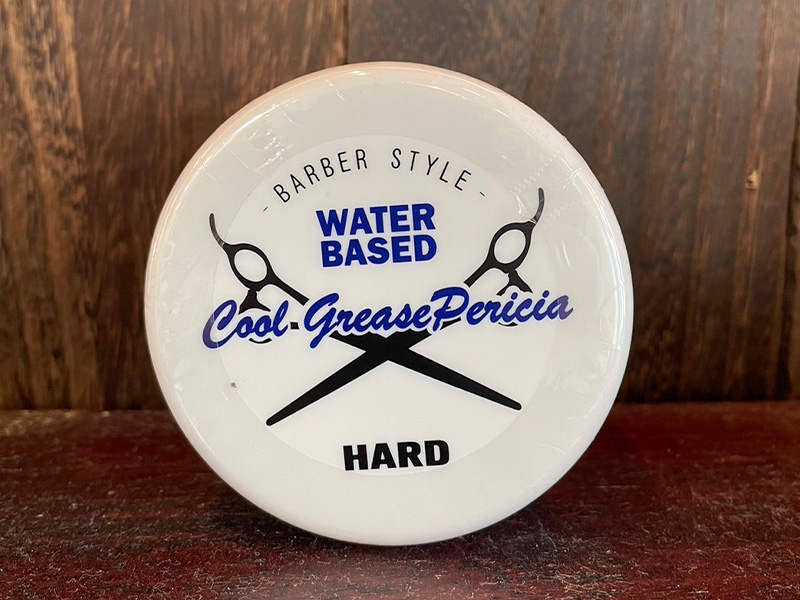 - BARBER STYLE -
WATER
BASED
Cool GreasePericia
HARD